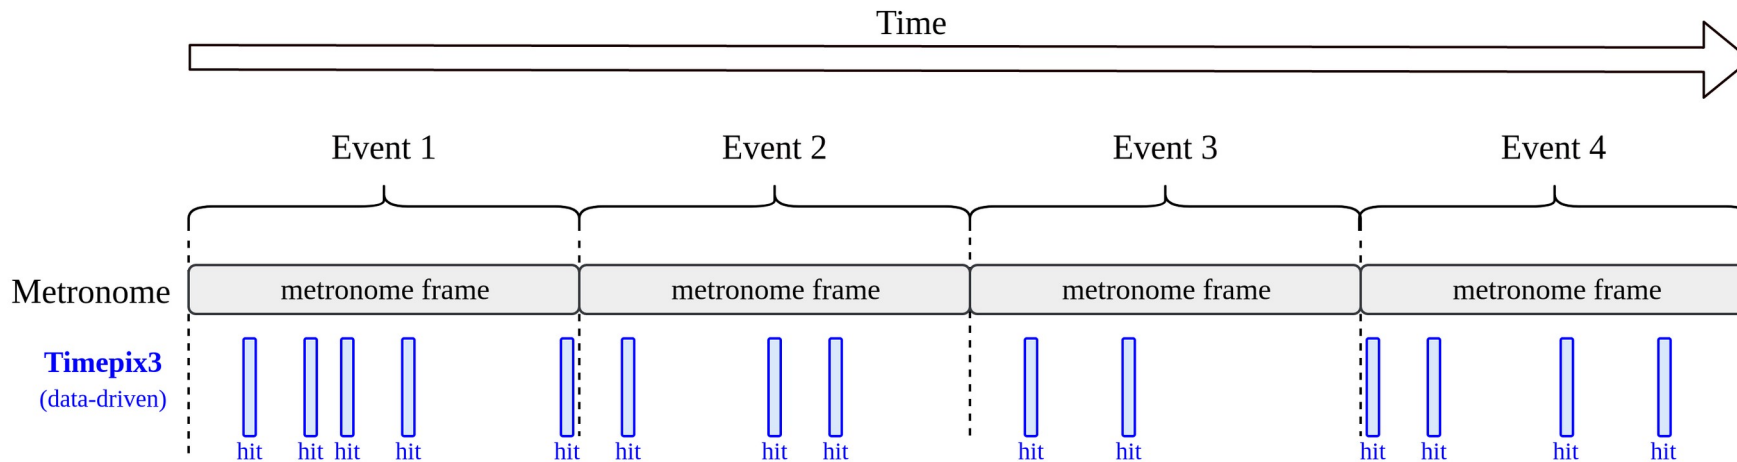 Time
Event 1 Event 2 Event 3 Event 4
Metronome metronome frame metronome frame metronome frame metronome frame
Timepix3
(data-driven)
hit hit hit hit hit hit hit hit hit hit hit hit hit hit